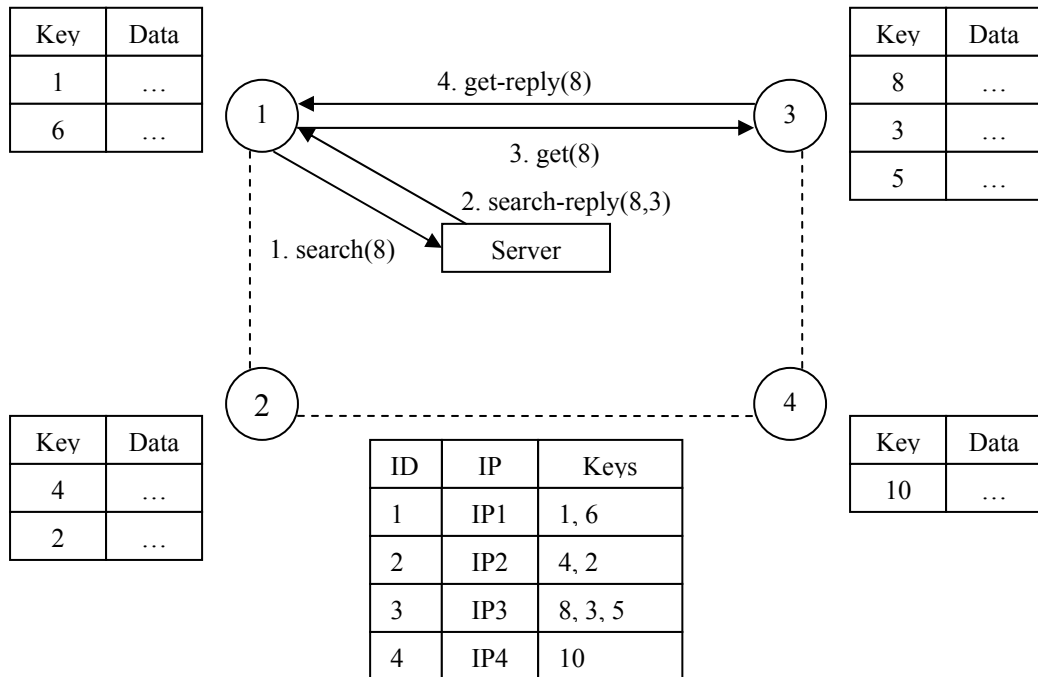 Key Data
1 …
6 …
4. get-reply(8)
1
3
3. get(8)
2. search-reply(8,3)
1. search(8)
Server
Key Data
8 …
3 …
5 …
2
4
Key Data
4 …
2 …
ID IP Keys
1 IP1 1, 6
2 IP2 4, 2
3 IP3 8, 3, 5
4 IP4 10
Key Data
10 …